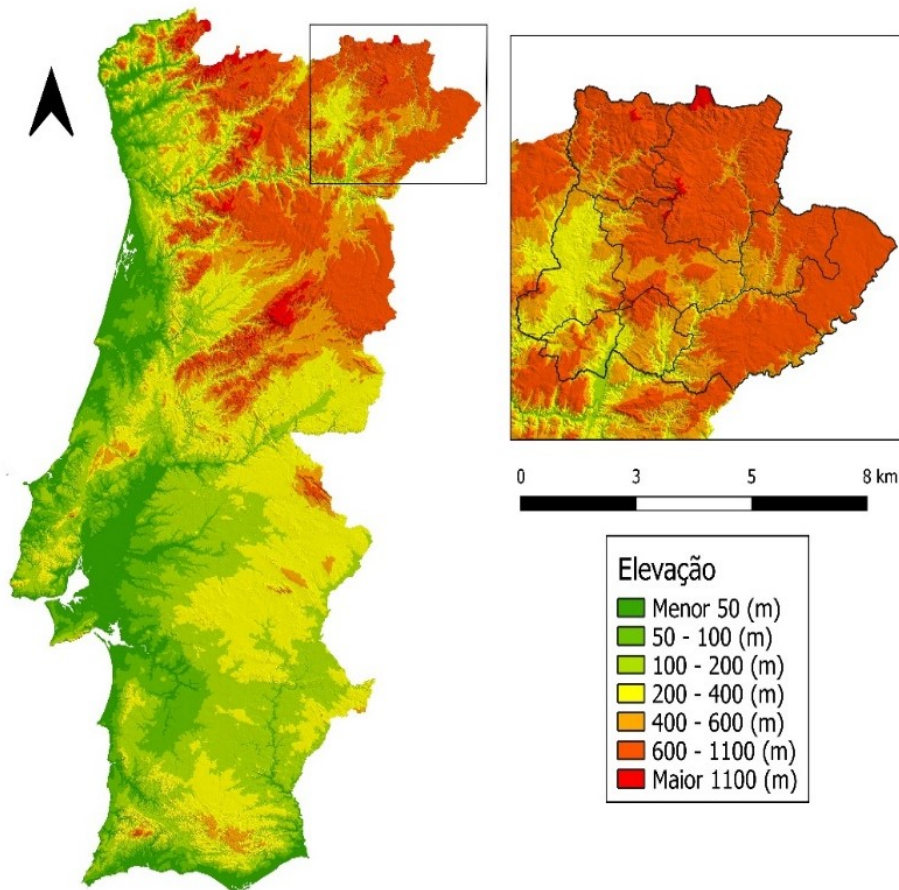 0 3 5 8 km
Elevação
Menor 50 (m)
50 - 100 (m)
100 - 200 (m)
200 - 400 (m)
400 - 600 (m)
600 - 1100 (m)
Maior 1100 (m)